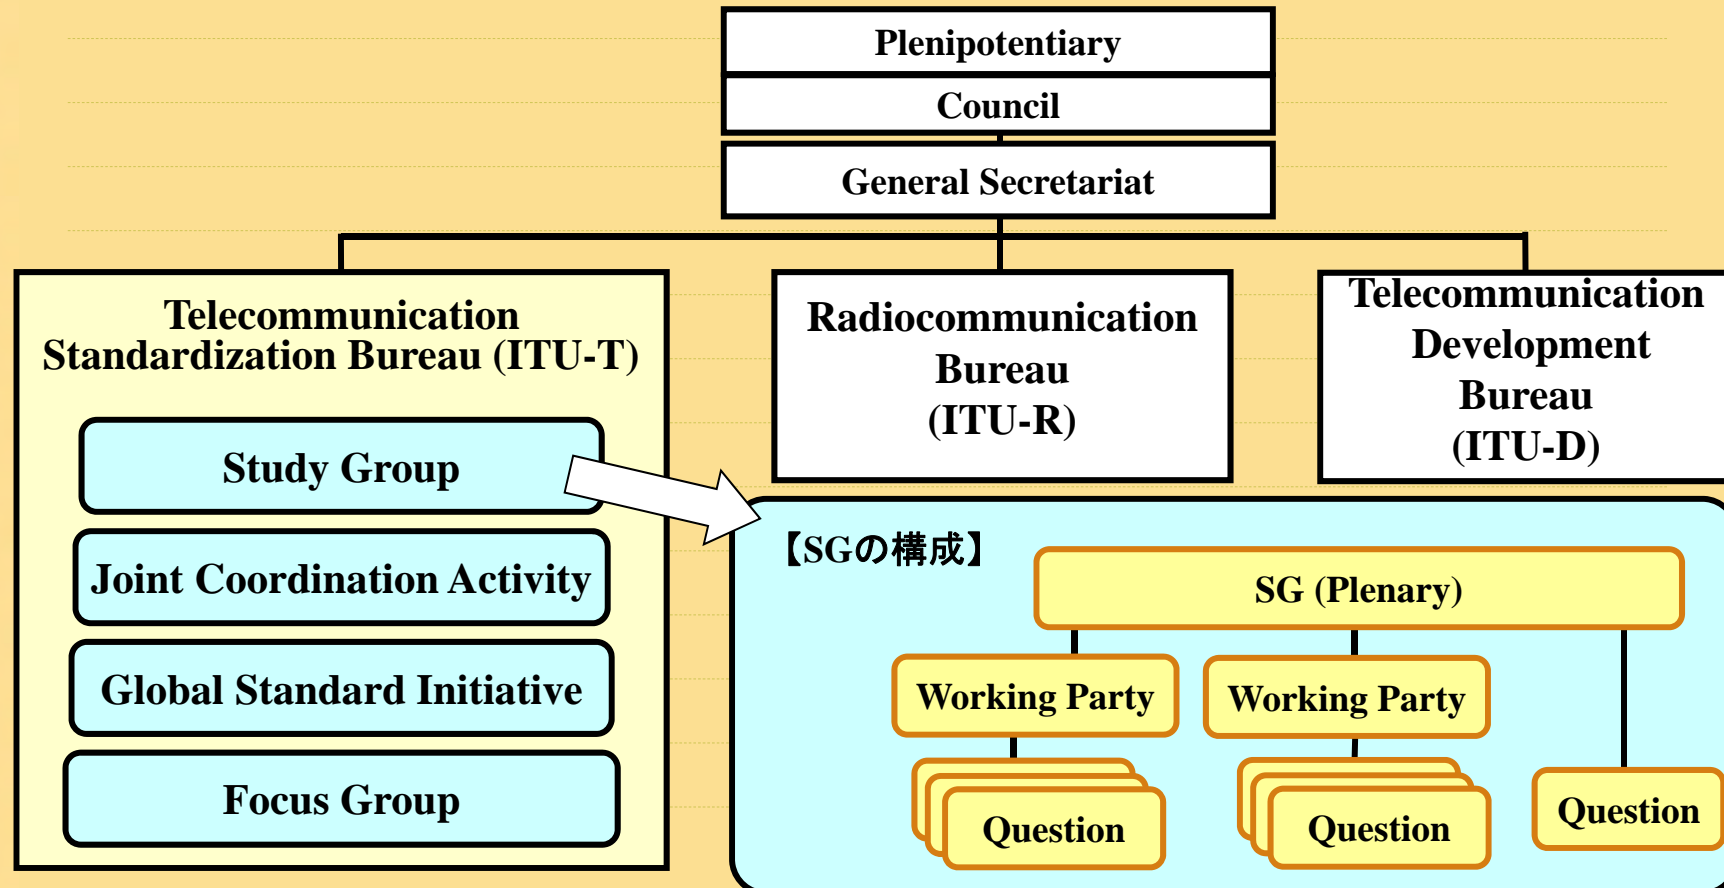 Plenipotentiary
Council
General Secretariat
Telecommunication
Standardization Bureau (ITU-T)
Study Group
Joint Coordination Activity
Global Standard Initiative
Focus Group
Radiocommunication
Bureau
(ITU-R)
Telecommunication
Development
Bureau
(ITU-D)
【SGの構成】
SG (Plenary)
Working Party
Working Party
Question
Question
Question